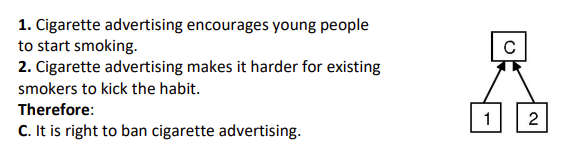 1. Cigarette advertising encourages young people
to start smoking.
2. Cigarette advertising makes it harder for existing
smokers to kick the habit.
Therefore:
C. It is right to ban cigarette advertising.
C
1 2